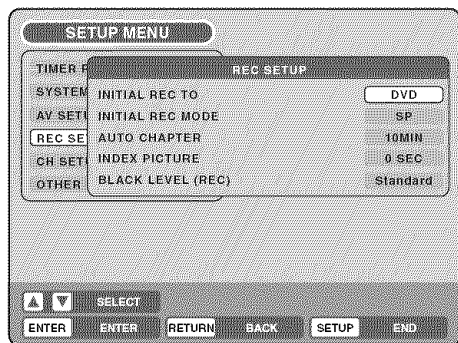 SETUP MENU
TIMER R
SYSTEM
AV SETU
REC SE
CH SETU
OTHER
REC SETUP
INITIAL REC TO DVD
INITIAL REC MODE SP
AUTO CHAPTER 10MIN
INDEX PICTURE 0 SEC
BLACK LEVEL (REC) Standard
SELECT
ENTER ENTER RETURN BACK SETUP END